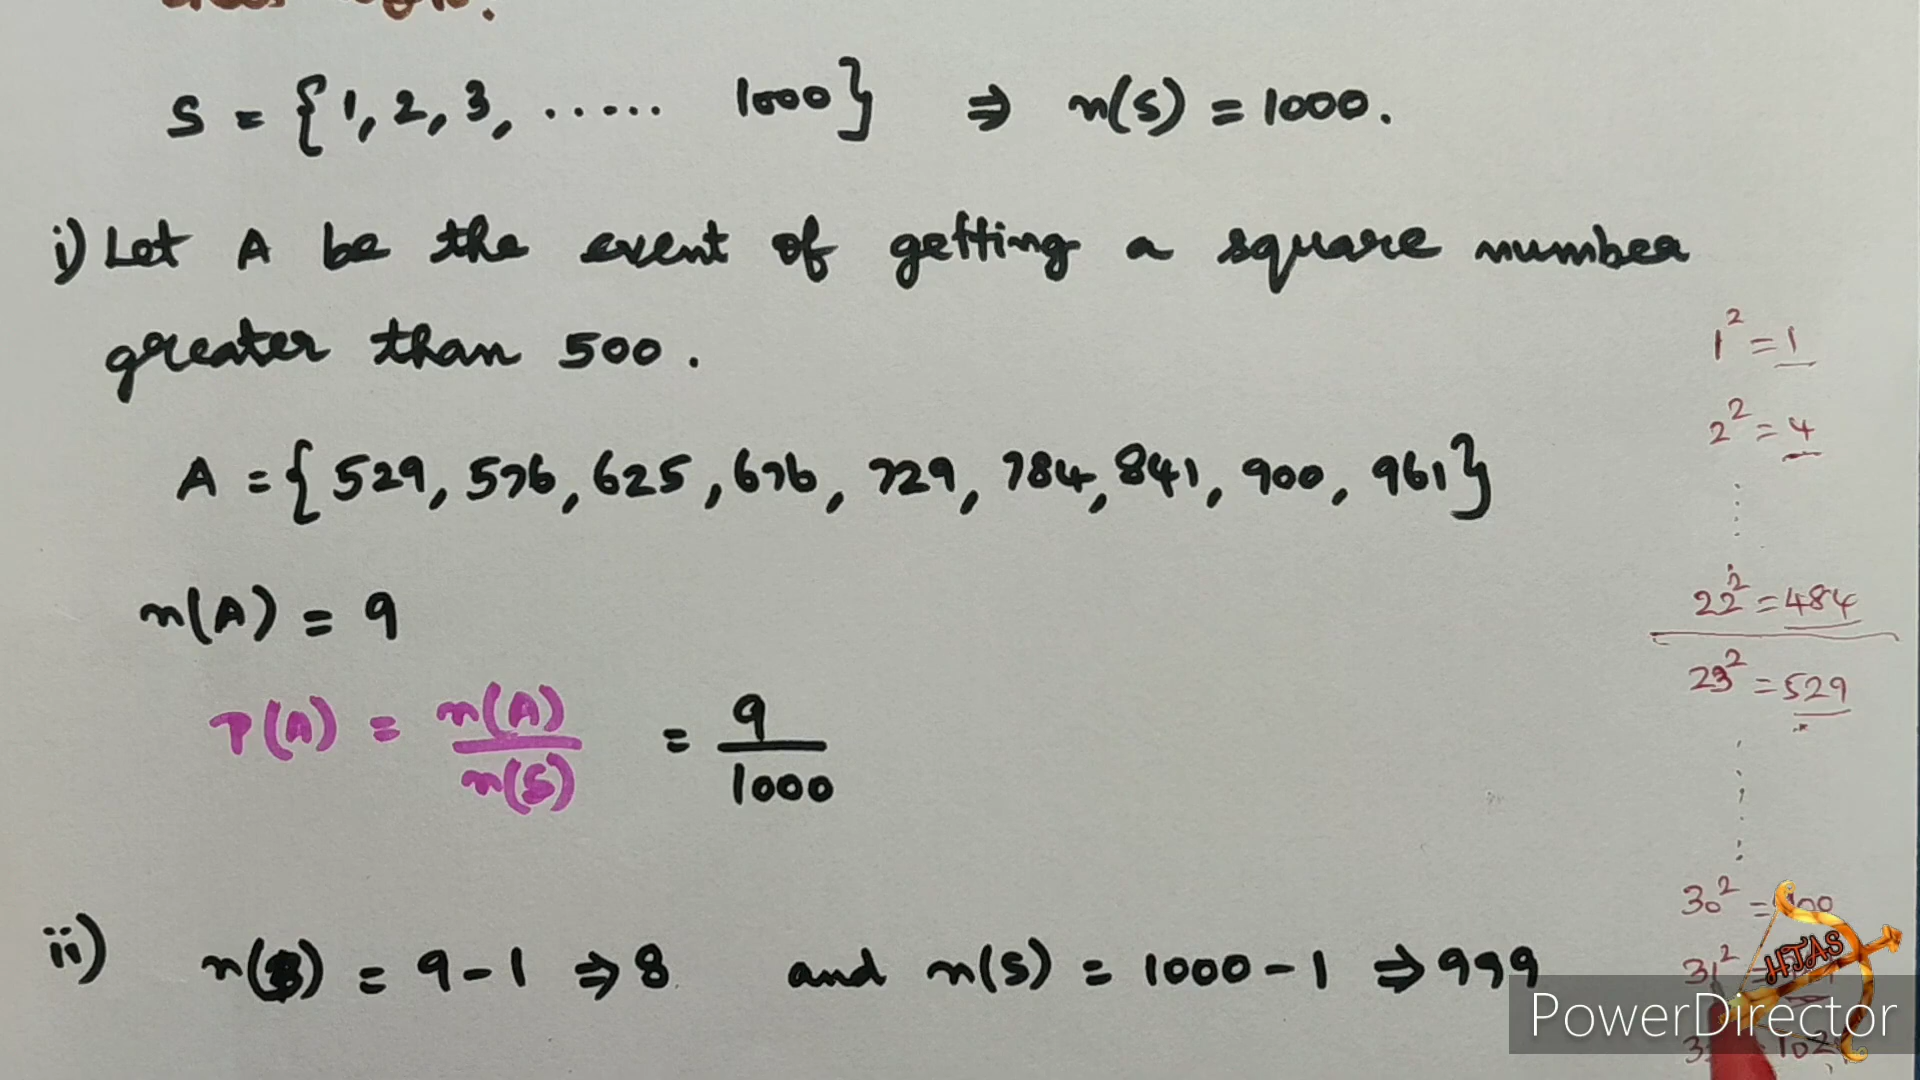 S = {1, 2, 3, ..... 1000} ⇒ n(S) = 1000.
i) Let A be the event of getting a square number
greater than 500.
A = {529, 576, 625, 676, 729, 784, 841, 900, 961}
n(A) = 9
P(A) = n(A)/n(S) = 9/1000
ii) n(B) = 9-1 ⇒ 8 and n(S) = 1000-1 ⇒ 999
1² = 1
2² = 4
22² = 484
23² = 529
30² = 900
31² =
HTAS
PowerDirector